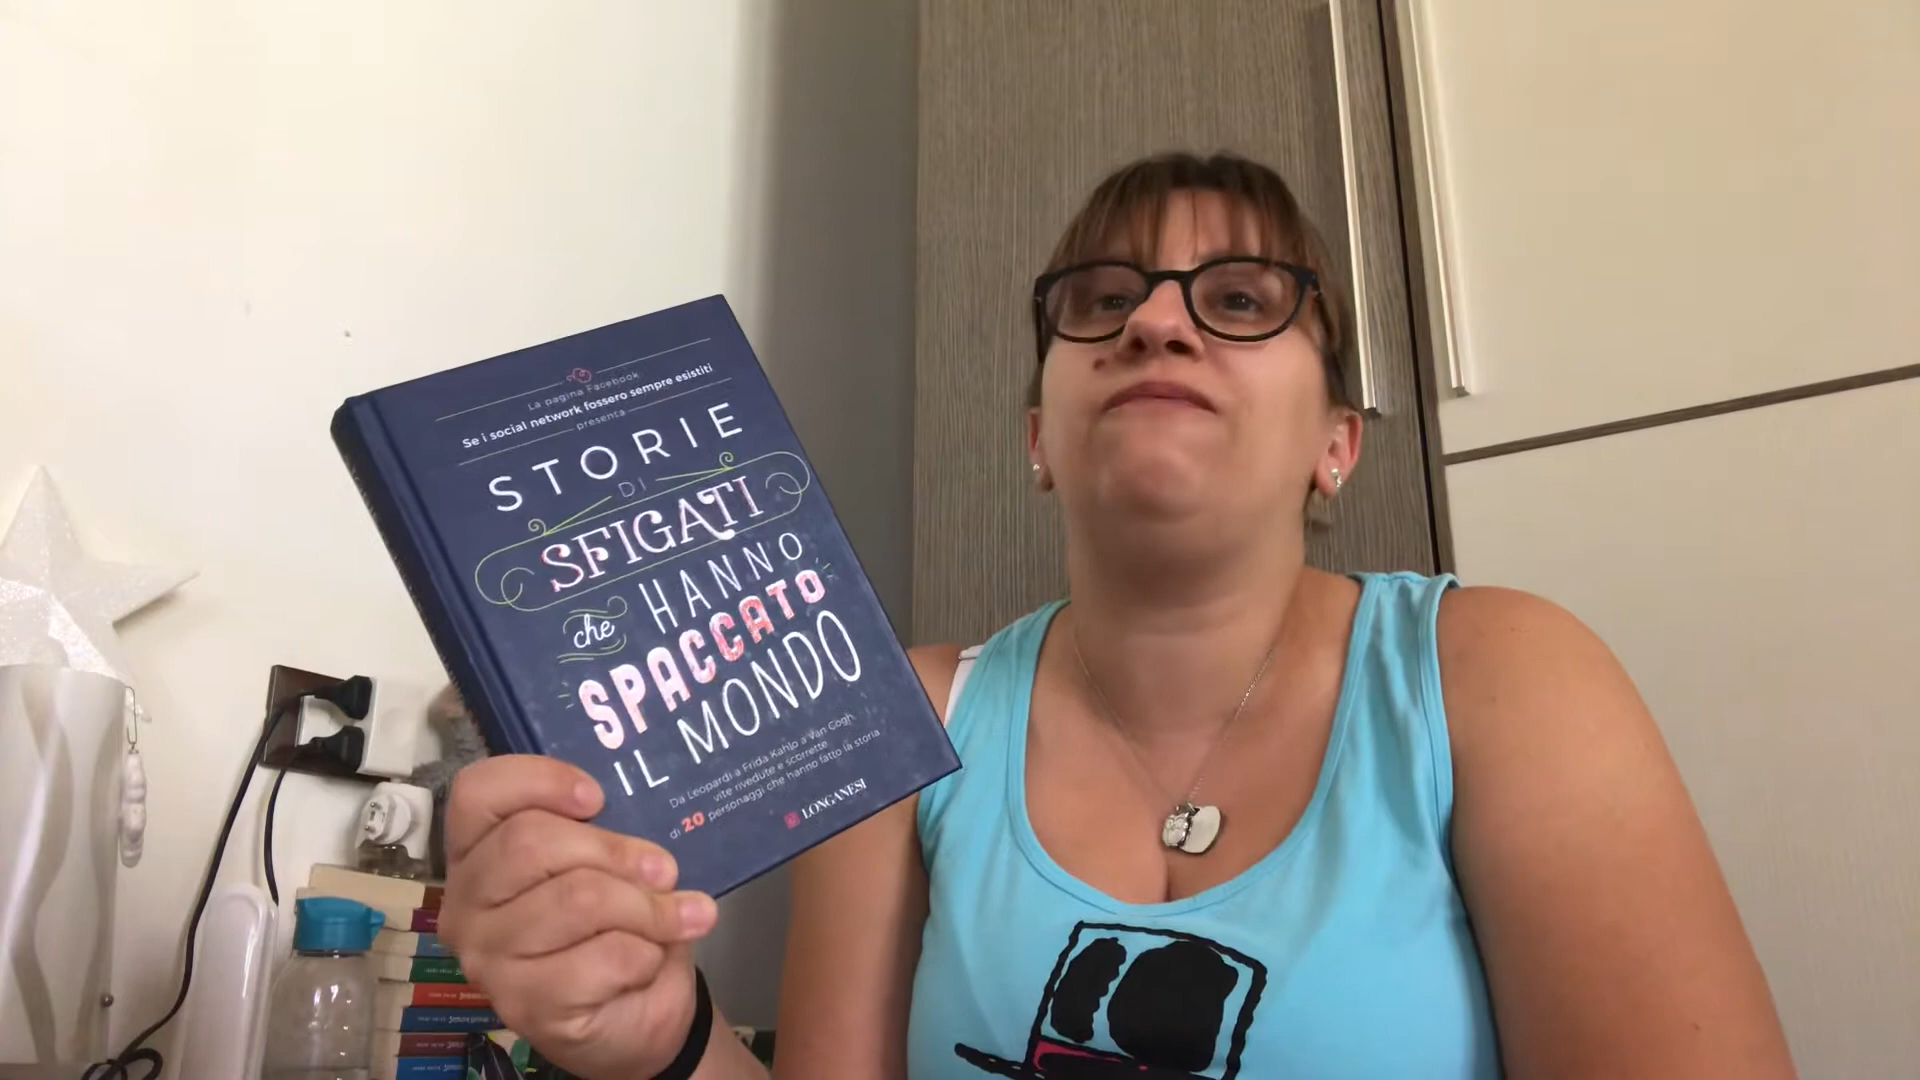 La pagina Facebook
Se i social network fossero sempre esistiti
presenta
STORIE
DI
SFIGATI
che HANNO
SPACCATO
IL MONDO
Da Leopardi a Frida Kahlo a Van Gogh,
vite rivedute e scorrette
di 20 personaggi che hanno fatto la storia
LONGANESI